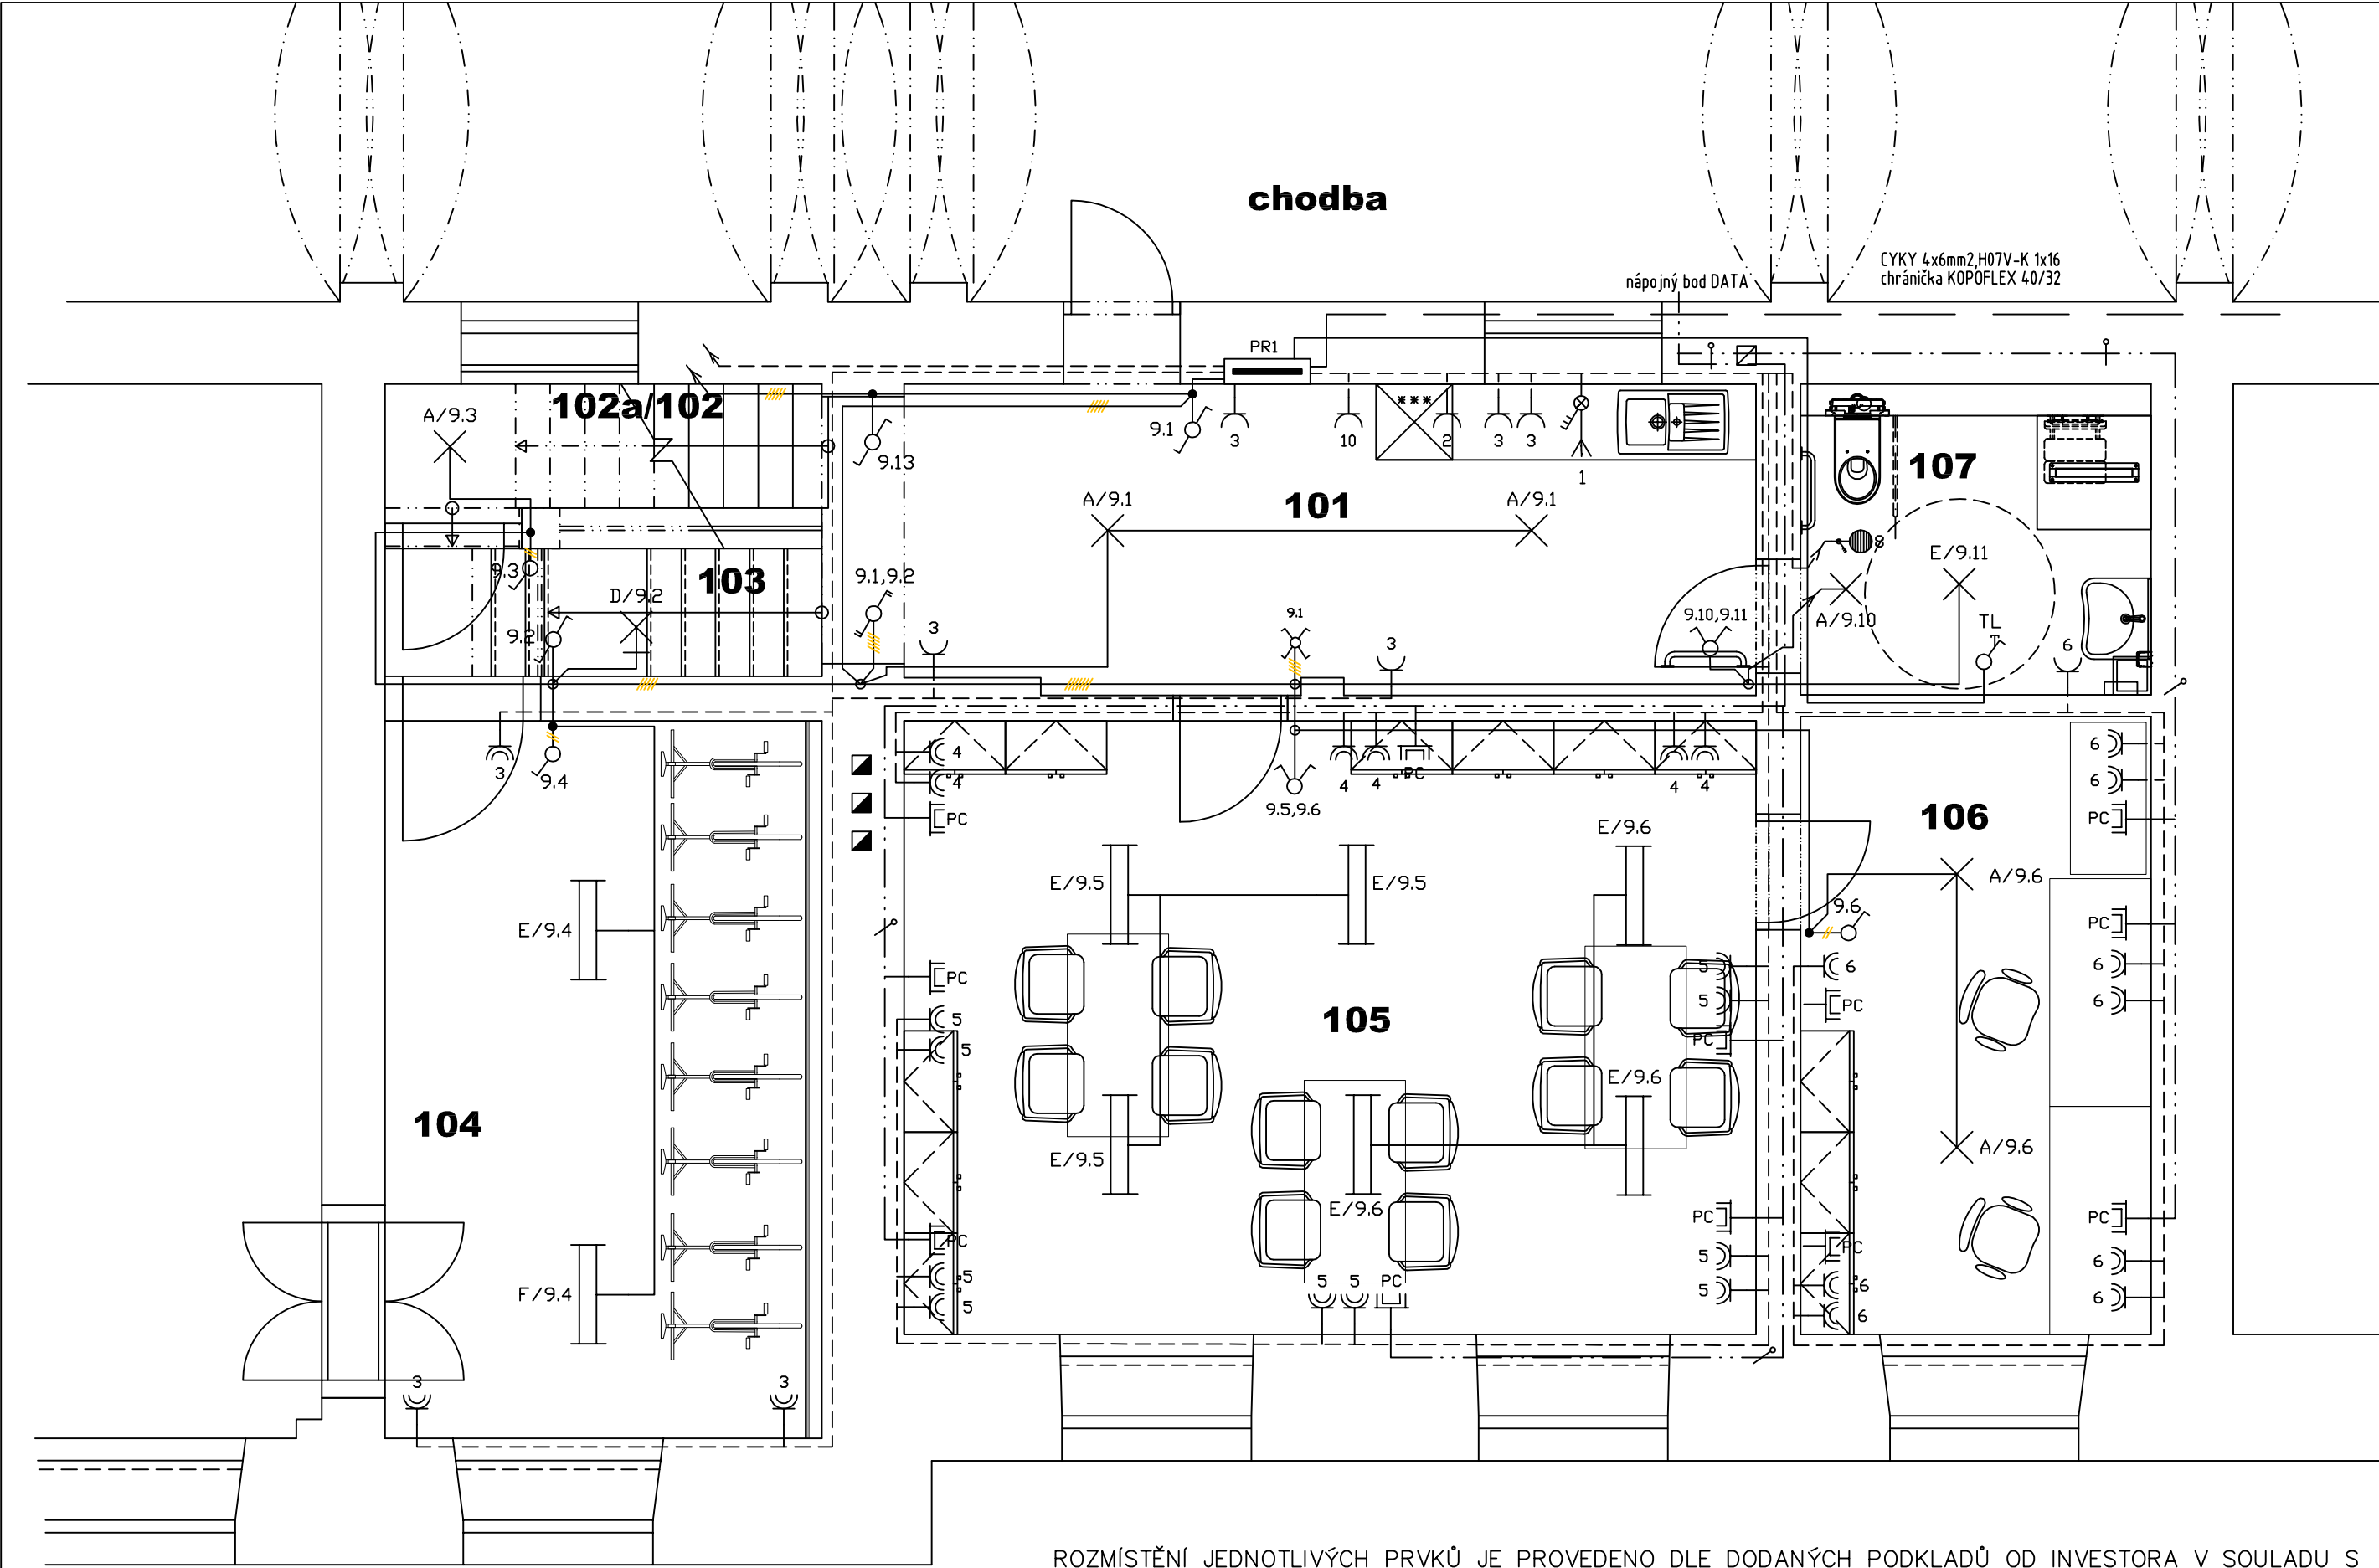 chodba
CYKY 4x6mm2,H07V-K 1x16
chránička KOPOFLEX 40/32
nápojný bod DATA
PR1
102a/102
A/9.3
9.1
9.13
3
10
2
3
3
1
107
101
A/9.1
A/9.1
8
E/9.11
9.3
103
9.1,9.2
D/9.2
9.2
3
9.1
3
9.10,9.11
A/9.10
TL
T
6
3
9.4
4
4
PC
4
4
PC
4
4
9.5,9.6
6
6
PC
106
E/9.5
E/9.5
E/9.6
A/9.6
9.6
E/9.4
PC
PC
5
6
6
5
PC
6
5
105
5
PC
E/9.6
104
E/9.5
A/9.6
E/9.6
PC
PC
PC
PC
5
6
5
5
5
PC
F/9.4
5
5
6
6
6
3
3
ROZMÍSTĚNÍ JEDNOTLIVÝCH PRVKŮ JE PROVEDENO DLE DODANÝCH PODKLADŮ OD INVESTORA V SOULADU S